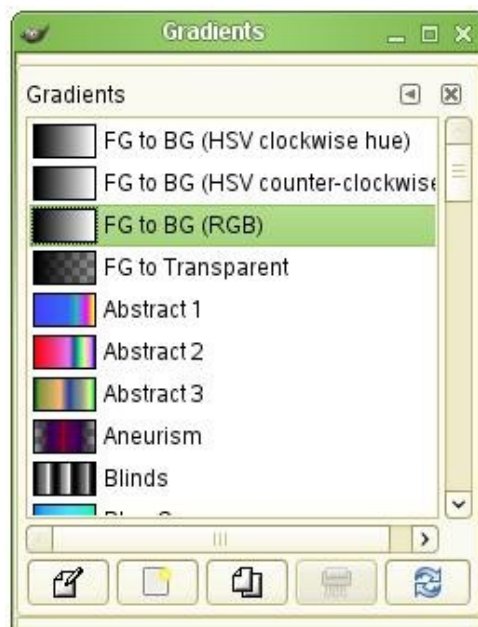 Gradients
Gradients
FG to BG (HSV clockwise hue)
FG to BG (HSV counter-clockwise
FG to BG (RGB)
FG to Transparent
Abstract 1
Abstract 2
Abstract 3
Aneurism
Blinds